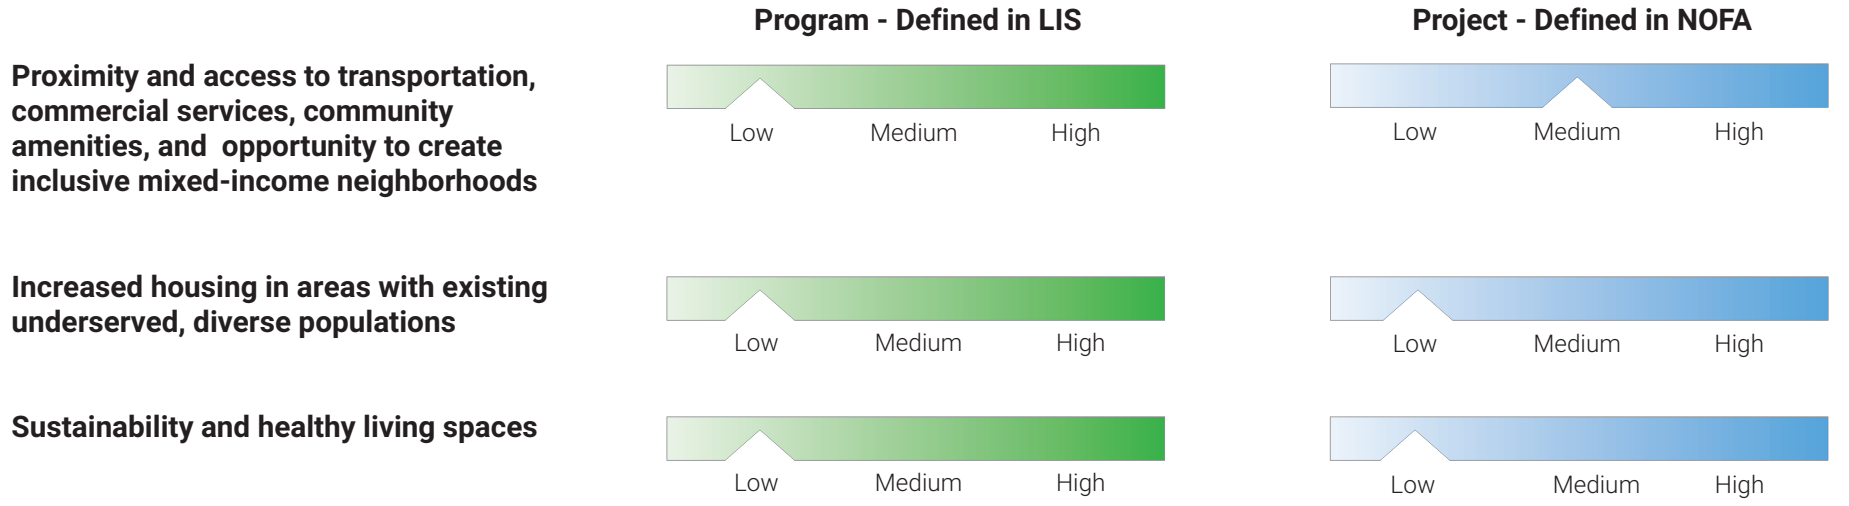 Program - Defined in LIS
Project - Defined in NOFA
Proximity and access to transportation,
commercial services, community
amenities, and  opportunity to create
inclusive mixed-income neighborhoods
Low Medium High
Low Medium High
Increased housing in areas with existing
underserved, diverse populations
Low Medium High
Low Medium High
Sustainability and healthy living spaces
Low Medium High
Low Medium High